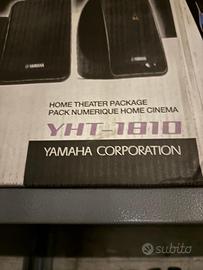 YAMAHA
YAMAHA
HOME THEATER PACKAGE
PACK NUMERIQUE HOME CINEMA
YHT-1810
YAMAHA CORPORATION
subito